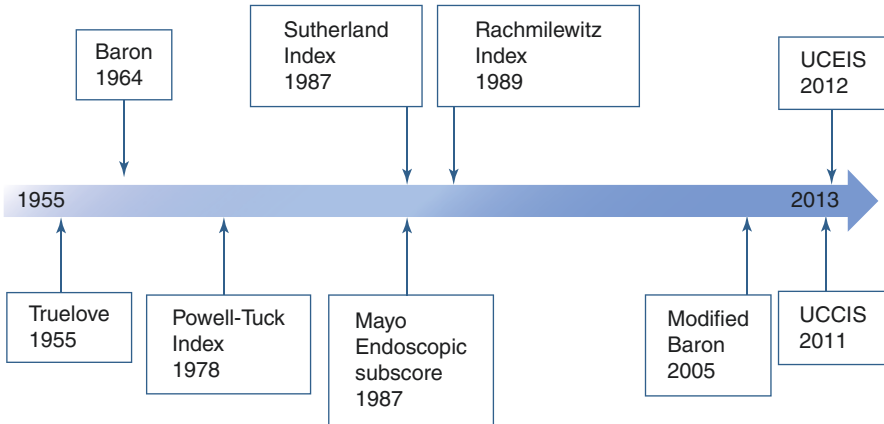 Baron
1964
Sutherland
Index
1987
Rachmilewitz
Index
1989
UCEIS
2012
1955
2013
Truelove
1955
Powell-Tuck
Index
1978
Mayo
Endoscopic
subscore
1987
Modified
Baron
2005
UCCIS
2011